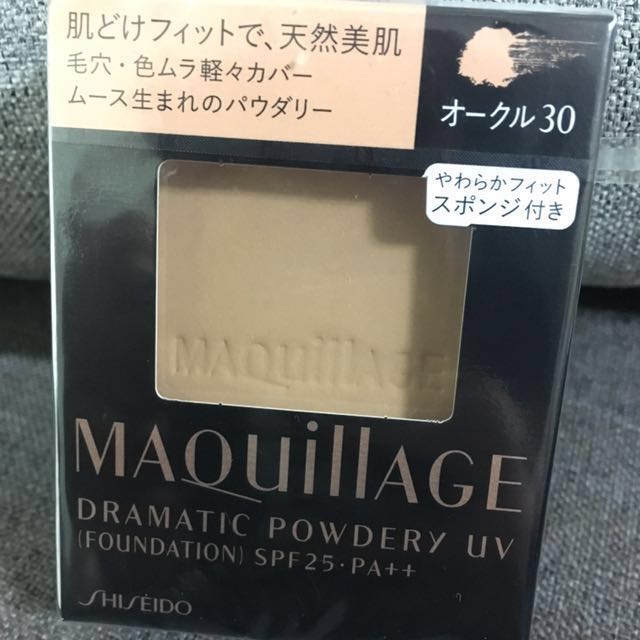 肌どけフィットで、天然美肌
毛穴・色ムラ軽々カバー
ムース生まれのパウダリー
オークル30
やわらかフィット
スポンジ付き
MAQuillAGE
MAQuillAGE
DRAMATIC POWDERY UV
(FOUNDATION) SPF25・PA++
SHISEIDO